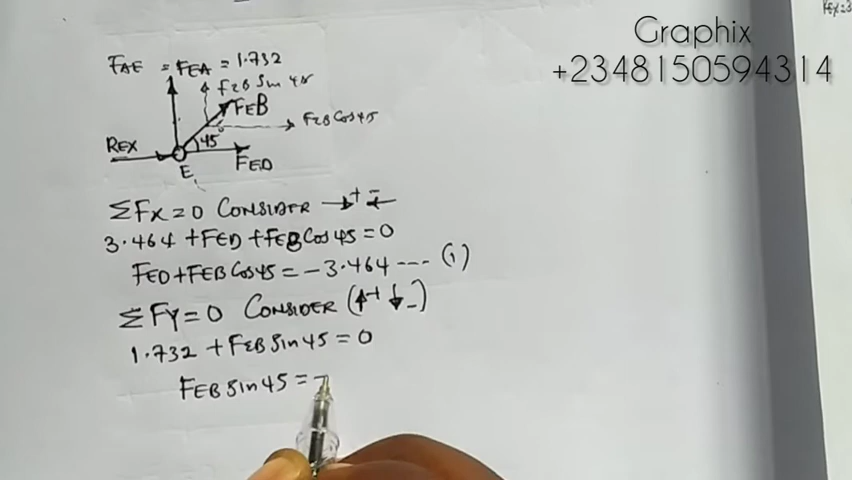 Graphix
+2348150594314
FAE = FEA = 1.732
FEB Sin 45
FEB
FEB Cos 45
45°
REX
FED
E
ΣFx = 0 CONSIDER →+ ←-
3.464 + FED + FEB Cos 45 = 0
FED + FEB Cos 45 = - 3.464 ---- (1)
ΣFY = 0 CONSIDER (↑+ ↓-)
1.732 + FEB Sin 45 = 0
FEB Sin 45 = -